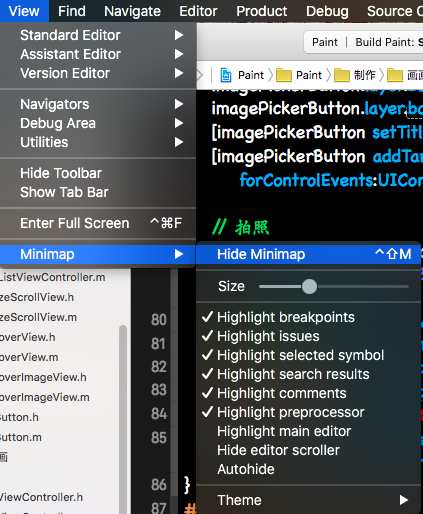 View Find Navigate Editor Product Debug Source C
Standard Editor
Assistant Editor
Version Editor
Navigators
Debug Area
Utilities
Hide Toolbar
Show Tab Bar
Enter Full Screen ^⌘F
Minimap
Paint | Build Paint: S
Paint Paint 制作 画画
imagePickerButton.layer.bo
[imagePickerButton setTitl
[imagePickerButton addTar
forControlEvents:UICon
// 拍照
Hide Minimap ^⇧M
Size
✓ Highlight breakpoints
✓ Highlight issues
✓ Highlight selected symbol
✓ Highlight search results
✓ Highlight comments
✓ Highlight preprocessor
Highlight main editor
Hide editor scroller
Autohide
Theme
ListViewController.m
zeScrollView.h
zeScrollView.m
overView.h
overView.m
overImageView.h
overImageView.m
Button.h
Button.m
画
ViewController.h
80
81
82
83
84
85
86 }
87 #